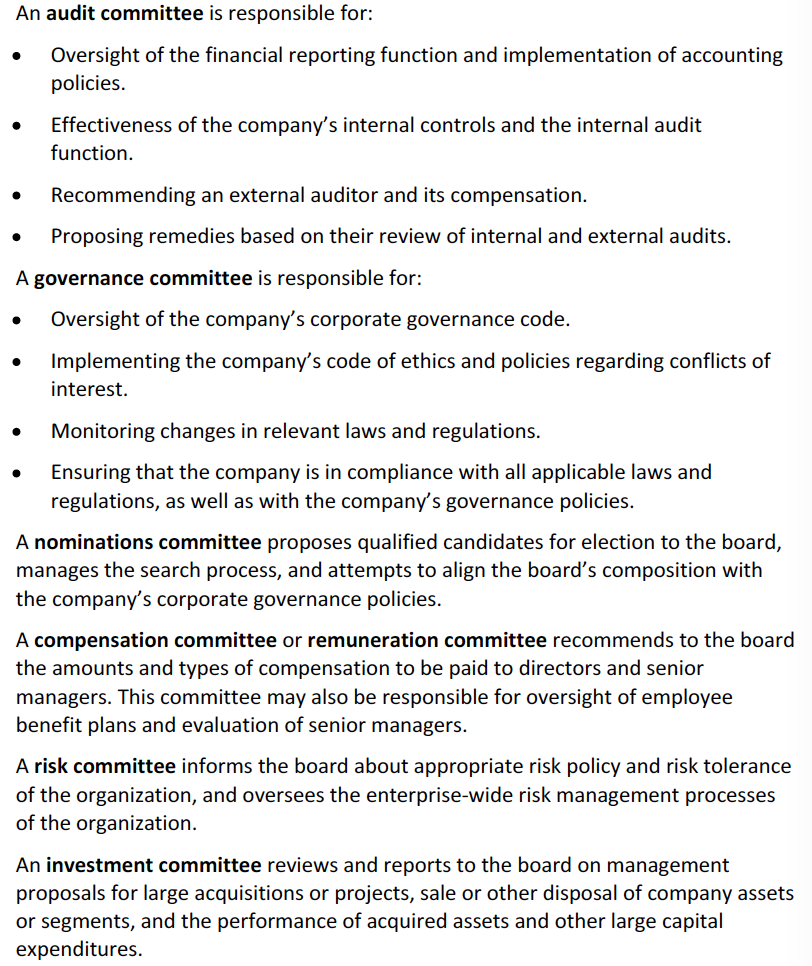 An audit committee is responsible for:
• Oversight of the financial reporting function and implementation of accounting
policies.
• Effectiveness of the company’s internal controls and the internal audit
function.
• Recommending an external auditor and its compensation.
• Proposing remedies based on their review of internal and external audits.
A governance committee is responsible for:
• Oversight of the company’s corporate governance code.
• Implementing the company’s code of ethics and policies regarding conflicts of
interest.
• Monitoring changes in relevant laws and regulations.
• Ensuring that the company is in compliance with all applicable laws and
regulations, as well as with the company’s governance policies.
A nominations committee proposes qualified candidates for election to the board,
manages the search process, and attempts to align the board’s composition with
the company’s corporate governance policies.
A compensation committee or remuneration committee recommends to the board
the amounts and types of compensation to be paid to directors and senior
managers. This committee may also be responsible for oversight of employee
benefit plans and evaluation of senior managers.
A risk committee informs the board about appropriate risk policy and risk tolerance
of the organization, and oversees the enterprise-wide risk management processes
of the organization.
An investment committee reviews and reports to the board on management
proposals for large acquisitions or projects, sale or other disposal of company assets
or segments, and the performance of acquired assets and other large capital
expenditures.